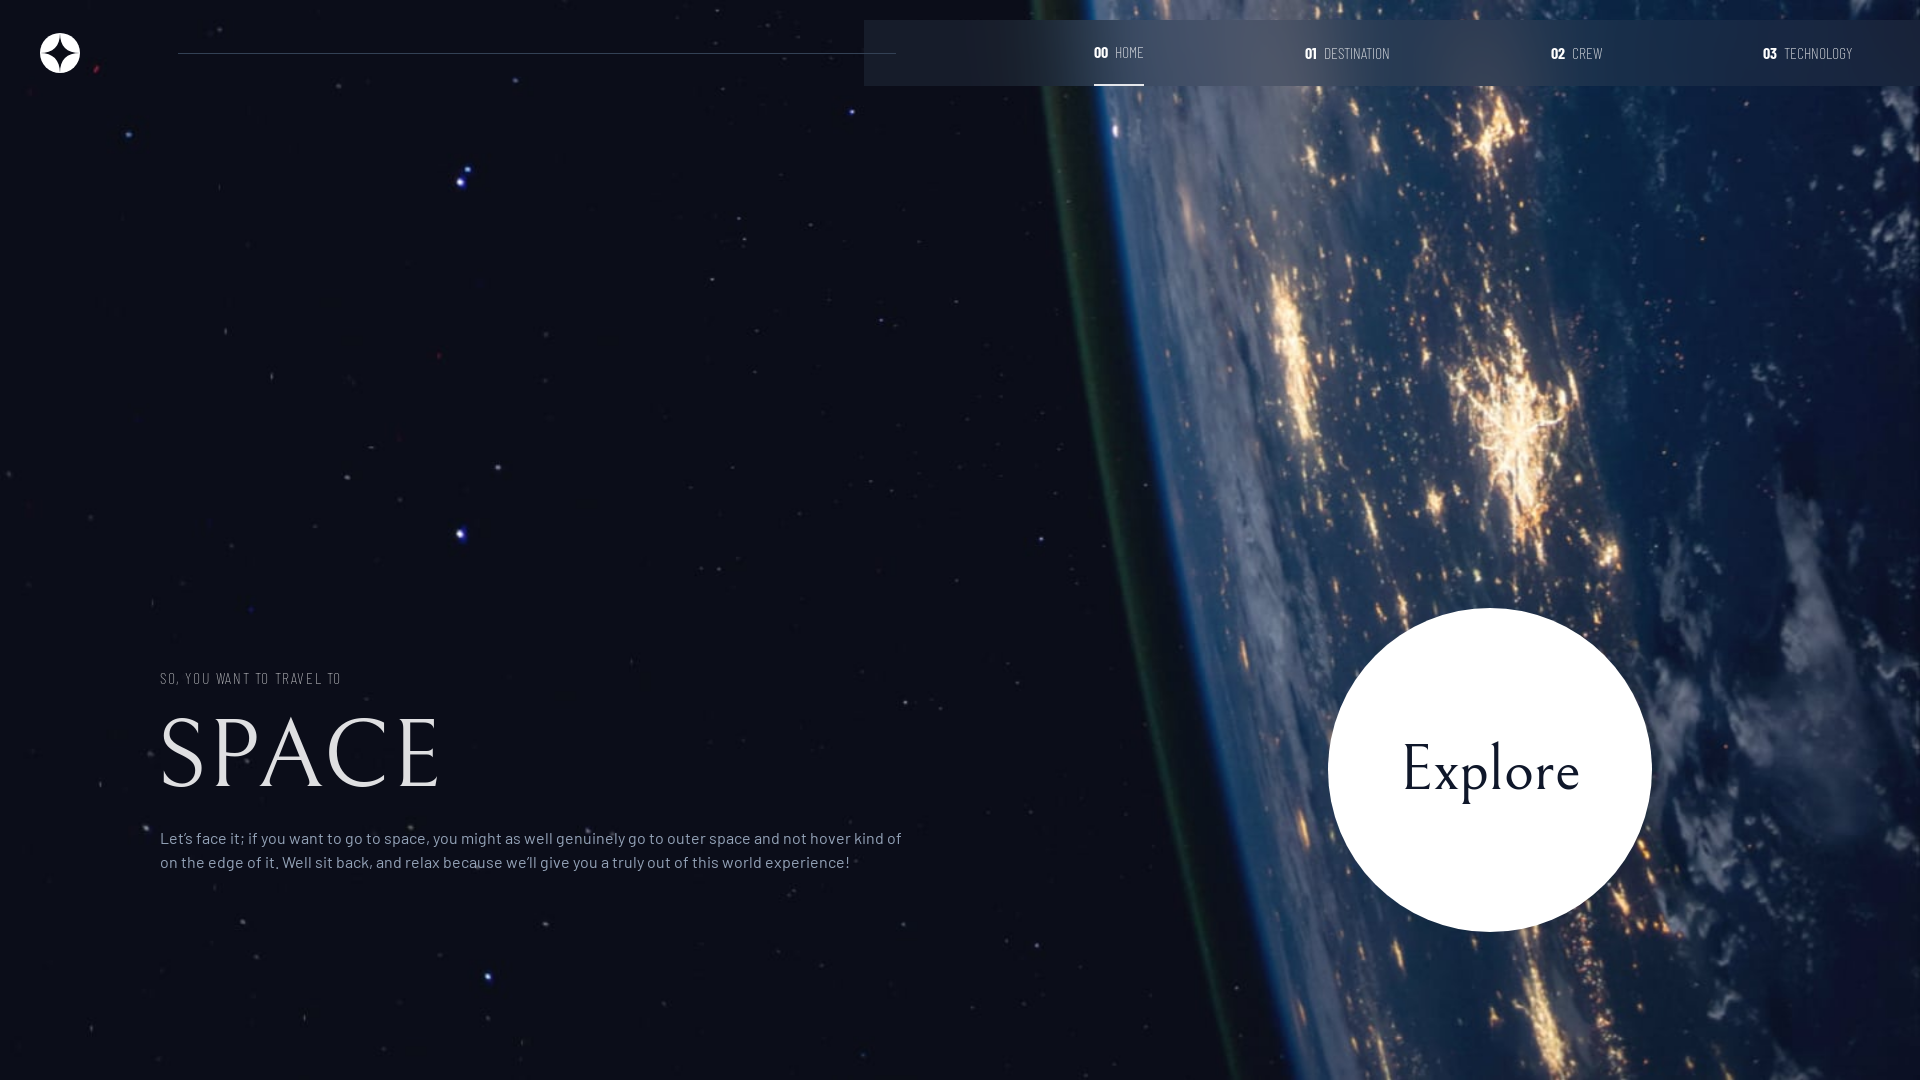 00 HOME
01 DESTINATION
02 CREW
03 TECHNOLOGY
SO, YOU WANT TO TRAVEL TO
SPACE
Let’s face it; if you want to go to space, you might as well genuinely go to outer space and not hover kind of
on the edge of it. Well sit back, and relax because we’ll give you a truly out of this world experience!
Explore